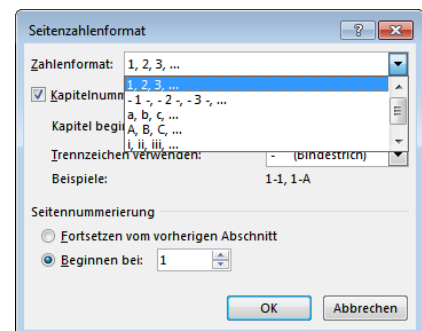 Seitenzahlenformat
Zahlenformat: 1, 2, 3, ...
1, 2, 3, ...
Kapitelnumm
- 1 -, - 2 -, - 3 -, ...
a, b, c, ...
Kapitel begi
A, B, C, ...
i, ii, iii, ...
Trennzeichen verwenden: - (Bindestrich)
Beispiele: 1-1, 1-A
Seitennummerierung
Fortsetzen vom vorherigen Abschnitt
Beginnen bei: 1
OK Abbrechen